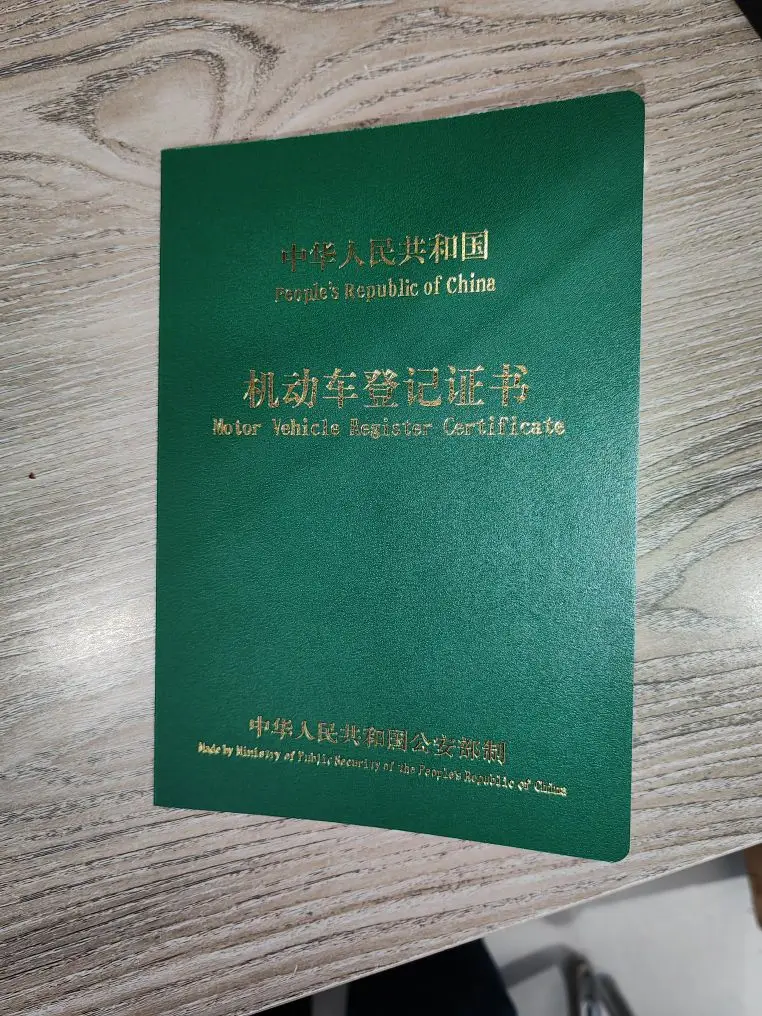 中华人民共和国
People's Republic of China
机动车登记证书
Motor Vehicle Register Certificate
中华人民共和国公安部制
Made by Ministry of Public Security of the People's Republic of China